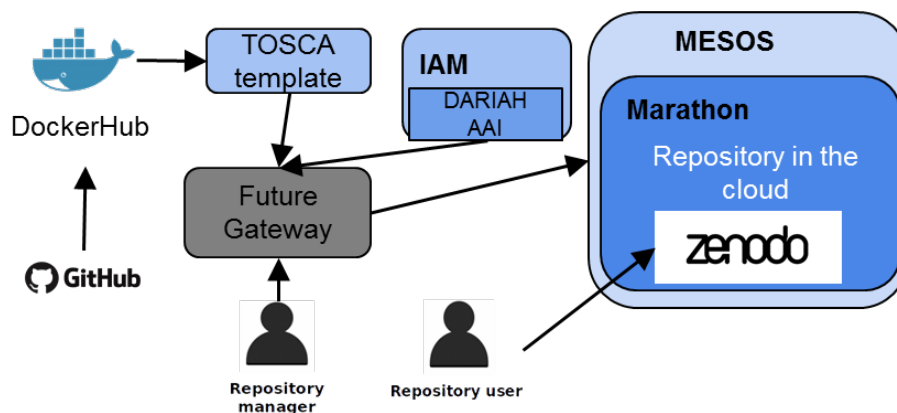 TOSCA
template
IAM
DARIAH
AAI
MESOS
Marathon
Repository in the
cloud
zenodo
DockerHub
Future
Gateway
GitHub
Repository
manager
Repository user